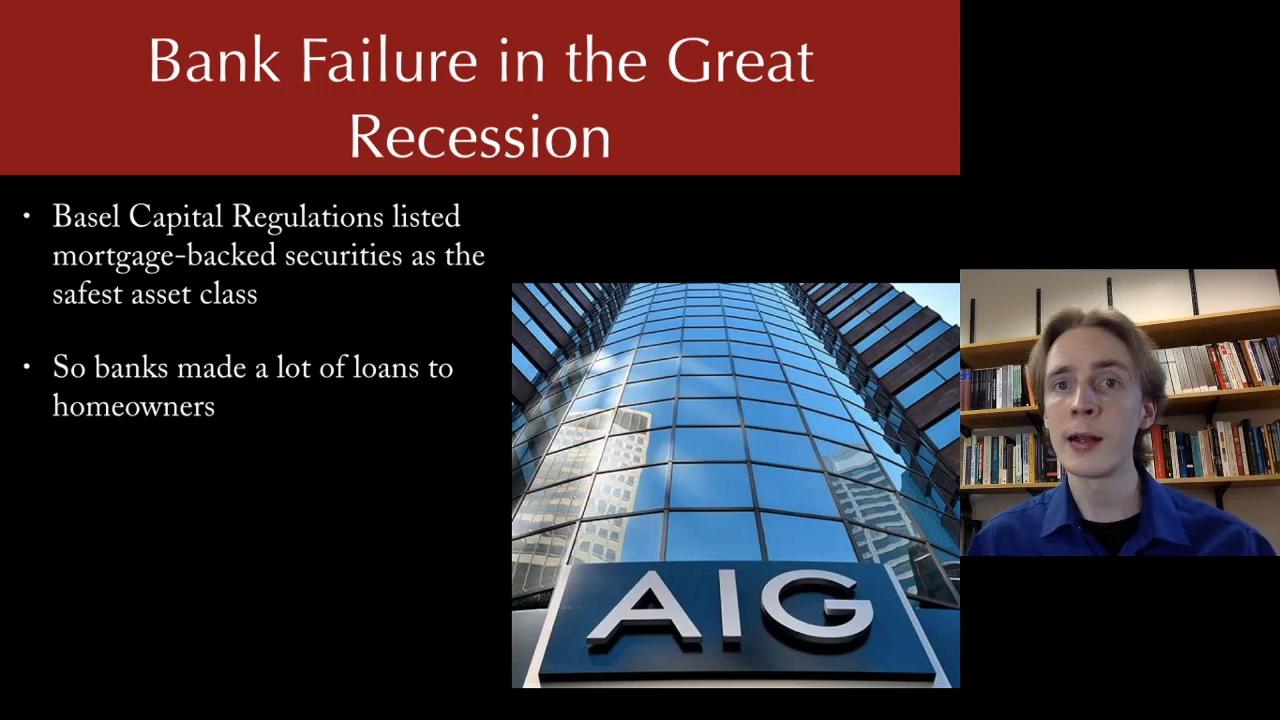 Bank Failure in the Great
Recession
• Basel Capital Regulations listed
mortgage-backed securities as the
safest asset class
• So banks made a lot of loans to
homeowners
AIG